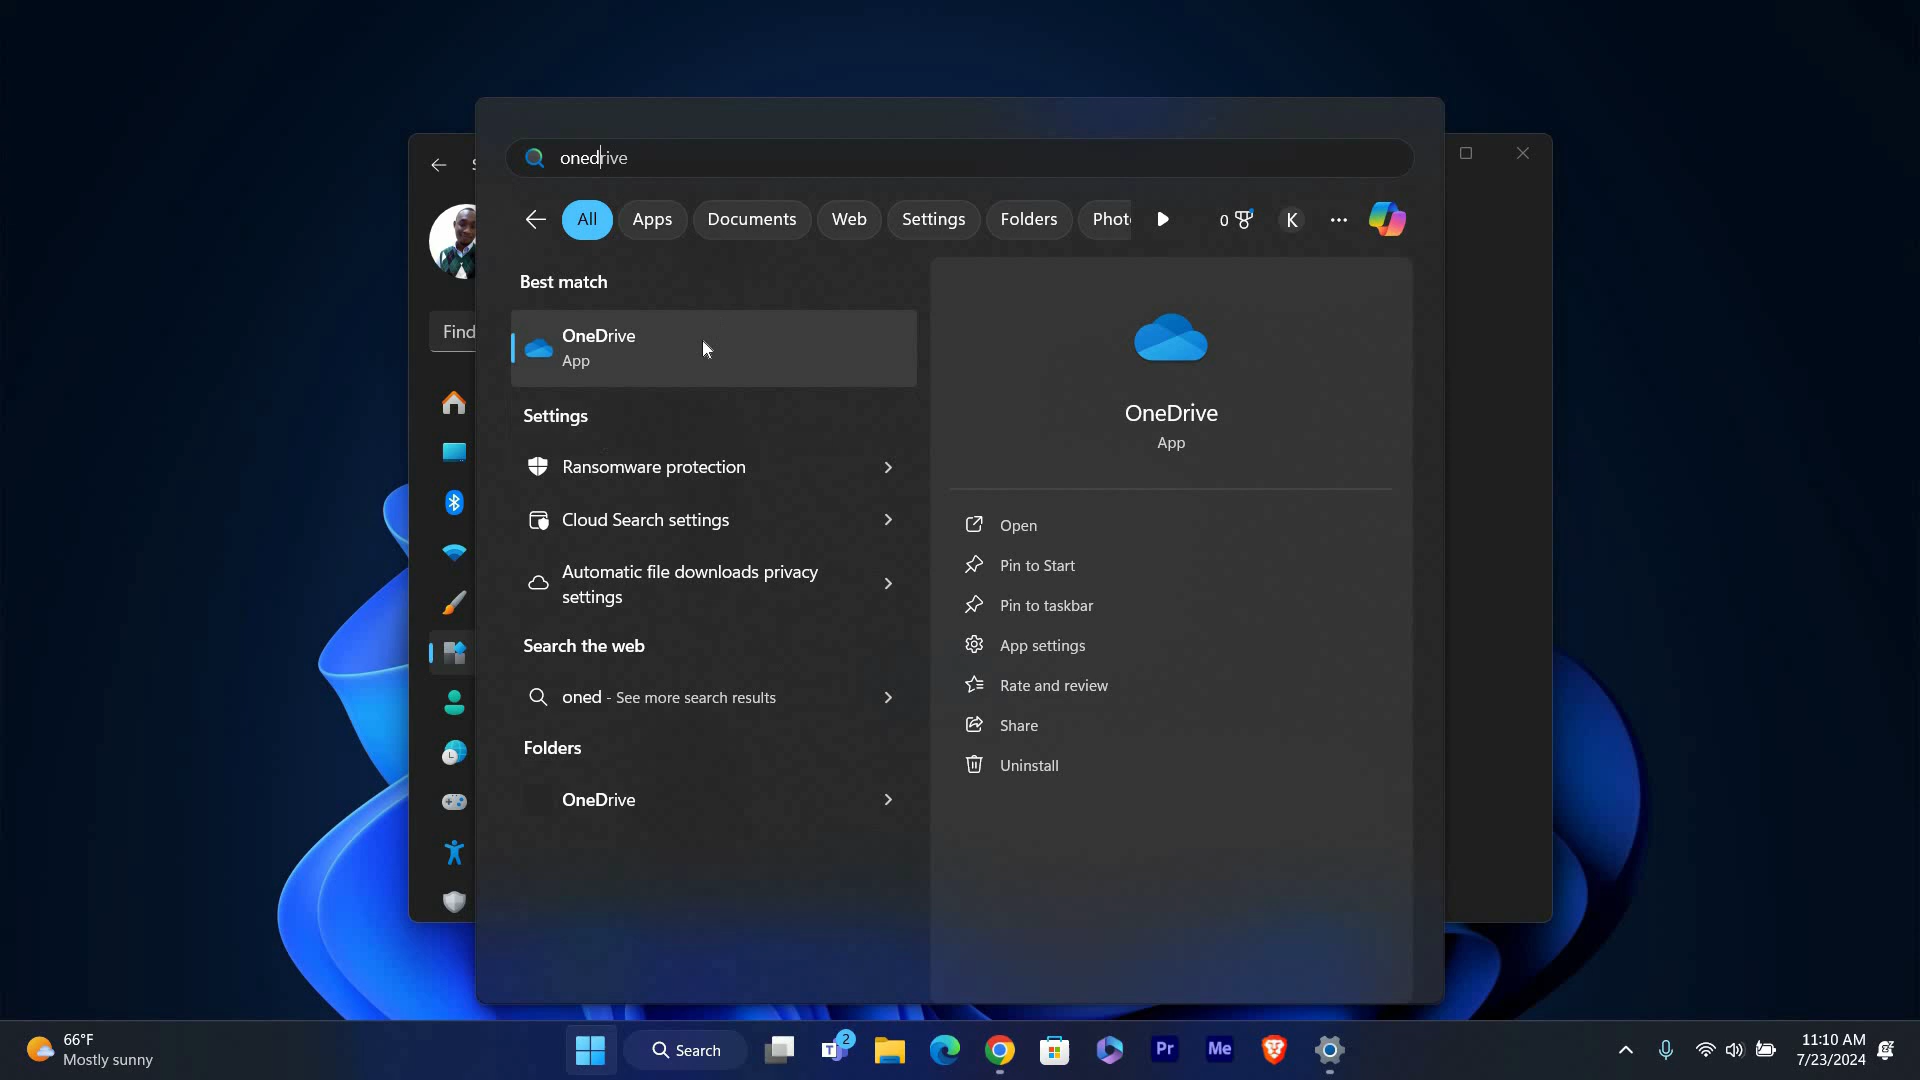 onedrive
All
Apps
Documents
Web
Settings
Folders
Phot
0
K
Find
Best match
OneDrive
App
Settings
Ransomware protection
Cloud Search settings
Automatic file downloads privacy
settings
Search the web
oned - See more search results
Folders
OneDrive
OneDrive
App
Open
Pin to Start
Pin to taskbar
App settings
Rate and review
Share
Uninstall
66°F
Mostly sunny
Search
T
2
Pr
Me
11:10 AM
7/23/2024